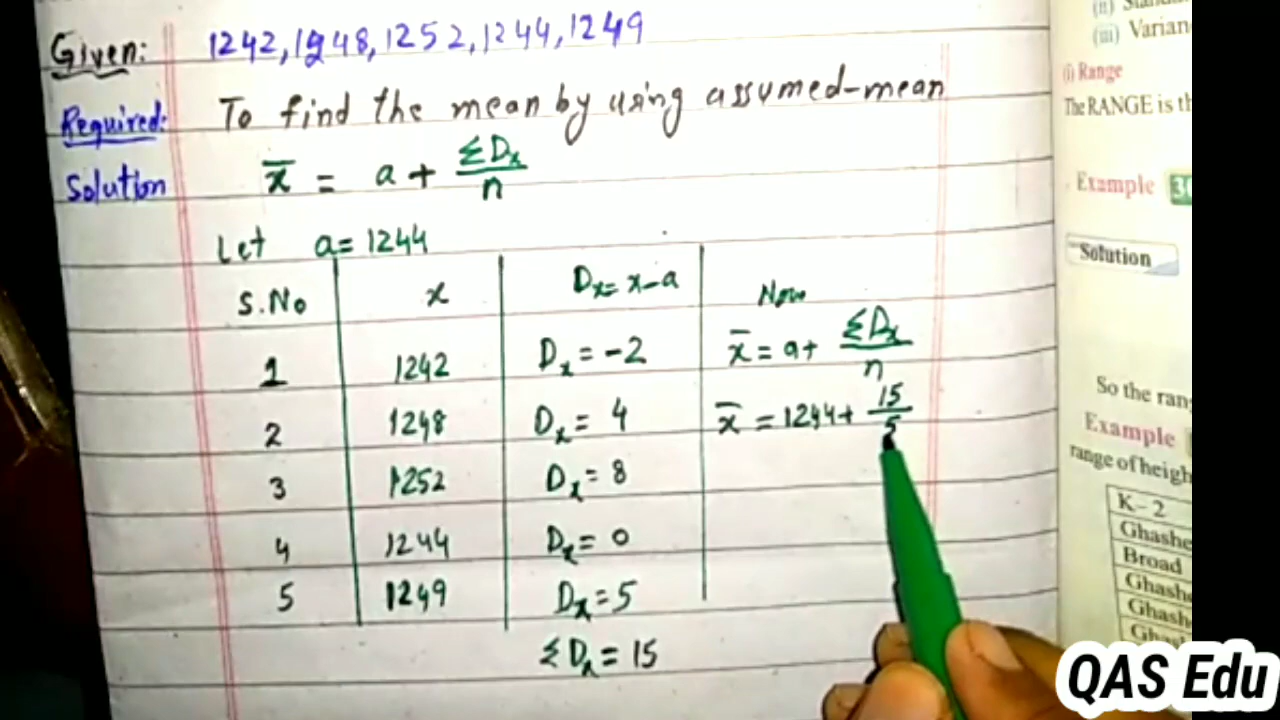 Given: 1242, 1248, 1252, 1244, 1249
Required: To find the mean by using assumed-mean
Solution x̄ = a + ΣDx/n
Let a = 1244
S.No x Dx = x-a Now
x̄ = a + ΣDx/n
1 1242 Dx = -2
2 1248 Dx = 4 x̄ = 1244 + 15/5
3 1252 Dx = 8
4 1244 Dx = 0
5 1249 Dx = 5
ΣDx = 15
(iii) Varian
(i) Range
The RANGE is th
Example
Solution
So the ran
Example
range of heigh
K-2
Ghashe
Broad
Ghash
Ghash
QAS Edu